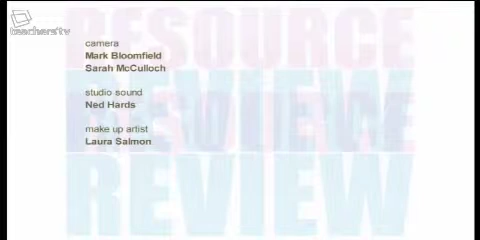 teachers'tv
RESOURCE
REVIEW
REVIEW
camera
Mark Bloomfield
Sarah McCulloch
studio sound
Ned Hards
make up artist
Laura Salmon